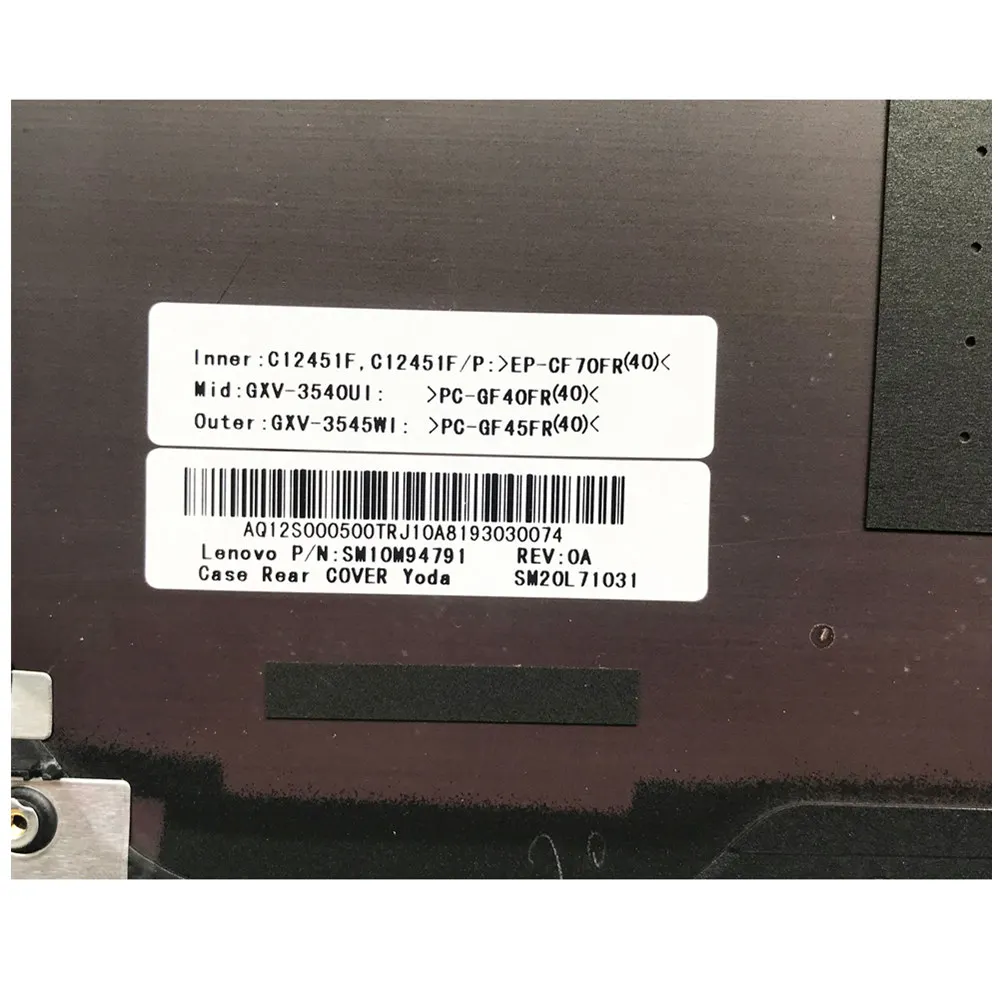 Inner:C12451F,C12451F/P:>EP-CF70FR(40)<
Mid:GXV-3540UI: >PC-GF40FR(40)<
Outer:GXV-3545WI: >PC-GF45FR(40)<
AQ12S000500TRJ10A8193030074
Lenovo P/N:SM10M94791 REV:0A
Case Rear COVER Yoda SM20L71031